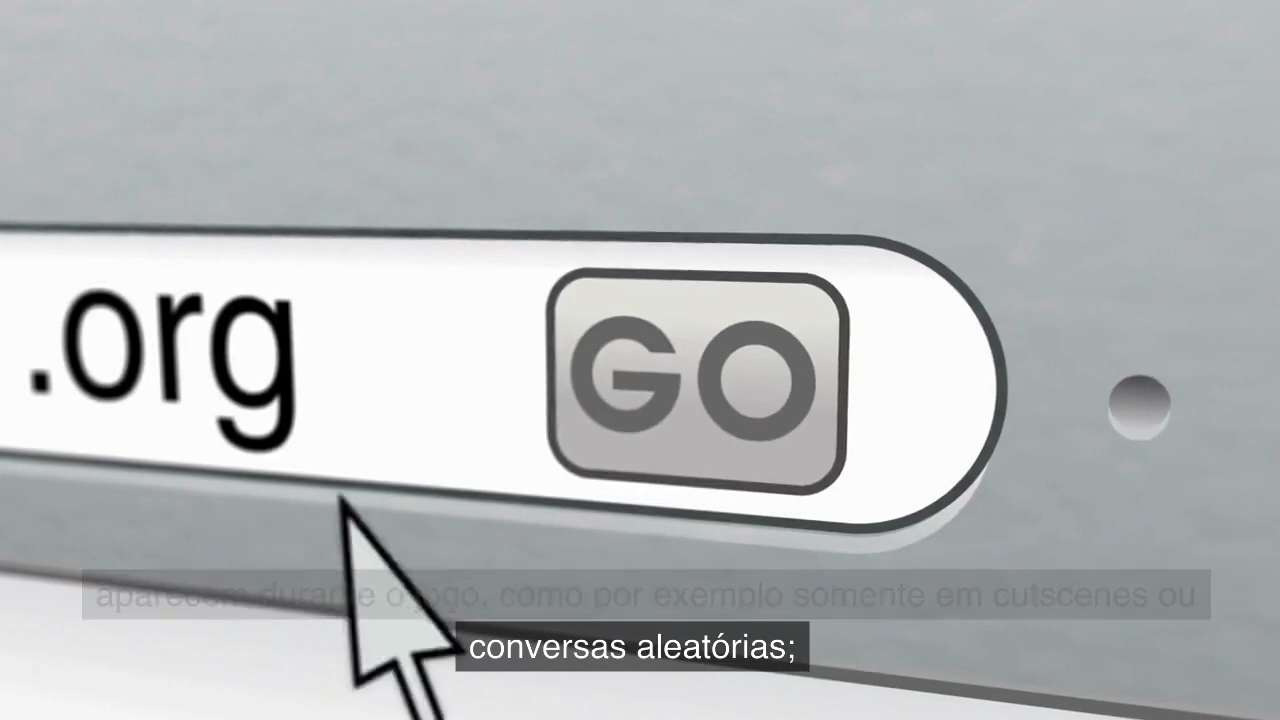 .org
GO
aparecem durante o jogo, como por exemplo somente em cutscenes ou
conversas aleatórias;